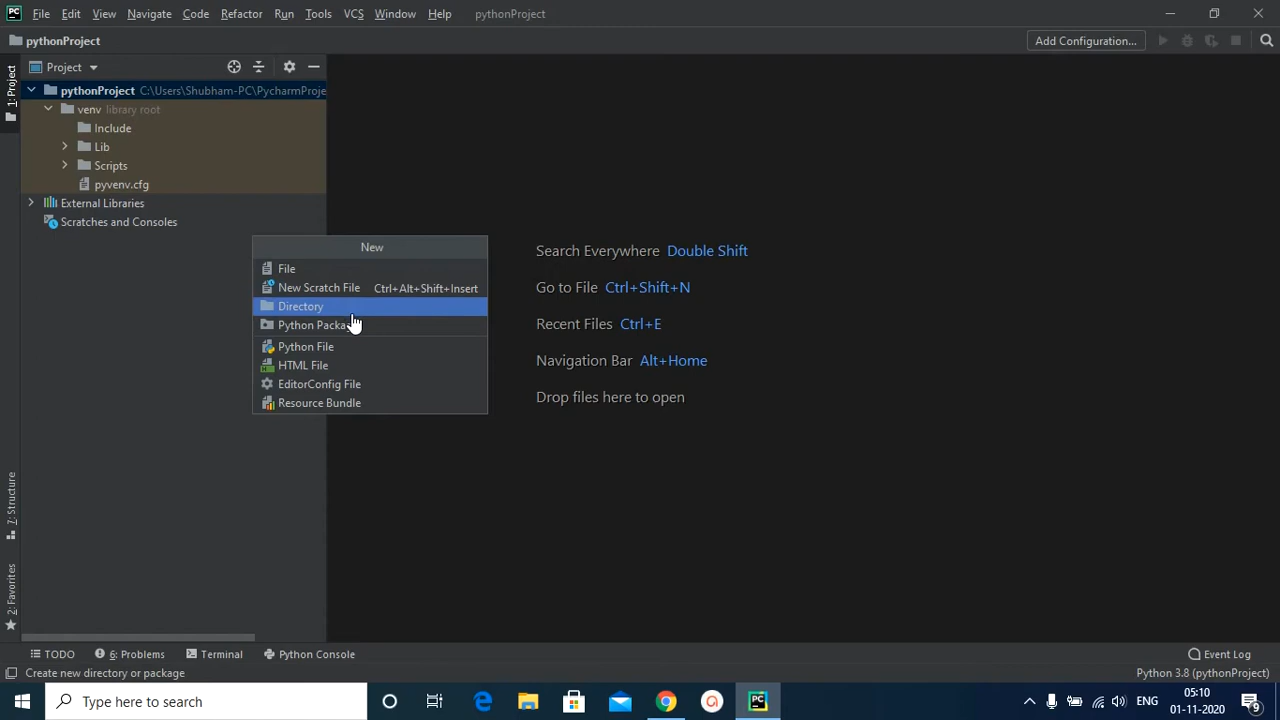 PC File Edit View Navigate Code Refactor Run Tools VCS Window Help pythonProject
pythonProject Add Configuration...
1: Project
Project
pythonProject C:\Users\Shubham-PC\PycharmProje
venv library root
Include
Lib
Scripts
pyvenv.cfg
External Libraries
Scratches and Consoles
New
File
New Scratch File Ctrl+Alt+Shift+Insert
Directory
Python Packa
Python File
HTML File
EditorConfig File
Resource Bundle
Search Everywhere Double Shift
Go to File Ctrl+Shift+N
Recent Files Ctrl+E
Navigation Bar Alt+Home
Drop files here to open
7: Structure
2: Favorites
TODO 6: Problems Terminal Python Console Event Log
Create new directory or package Python 3.8 (pythonProject)
Type here to search
PC
ENG
05:10
01-11-2020
9